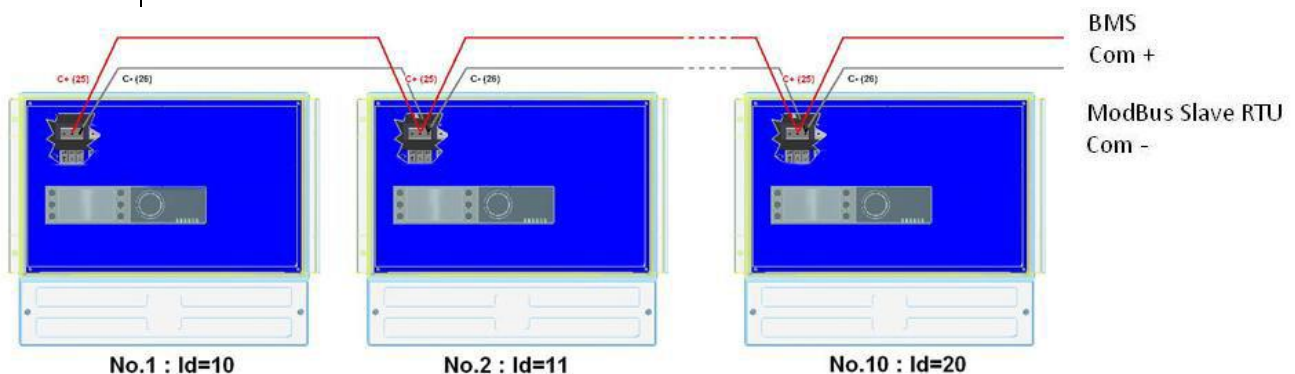 BMS
Com +
C+ (25) C- (26)
C+ (25) C- (26)
C+ (25) C- (26)
ModBus Slave RTU
Com -
No.1 : Id=10
No.2 : Id=11
No.10 : Id=20